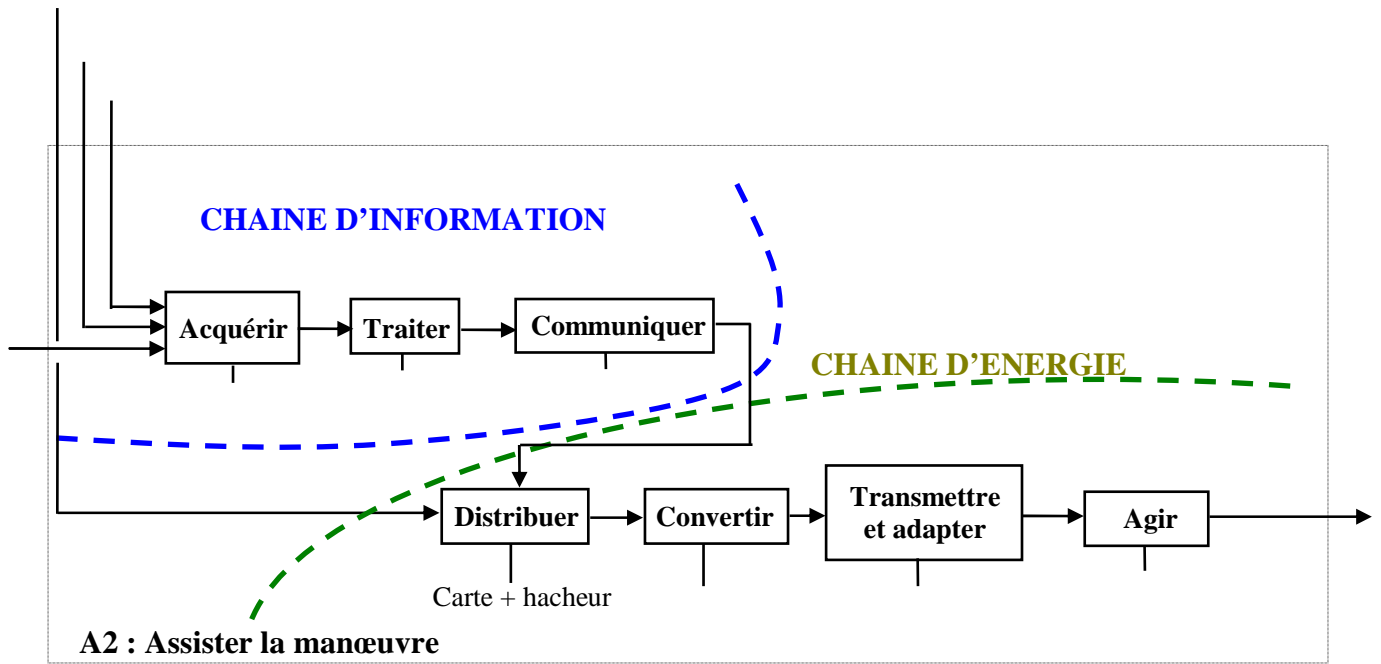 CHAINE D'INFORMATION
Acquérir
Traiter
Communiquer
CHAINE D'ENERGIE
Distribuer
Convertir
Transmettre
et adapter
Agir
Carte + hacheur
A2 : Assister la manœuvre